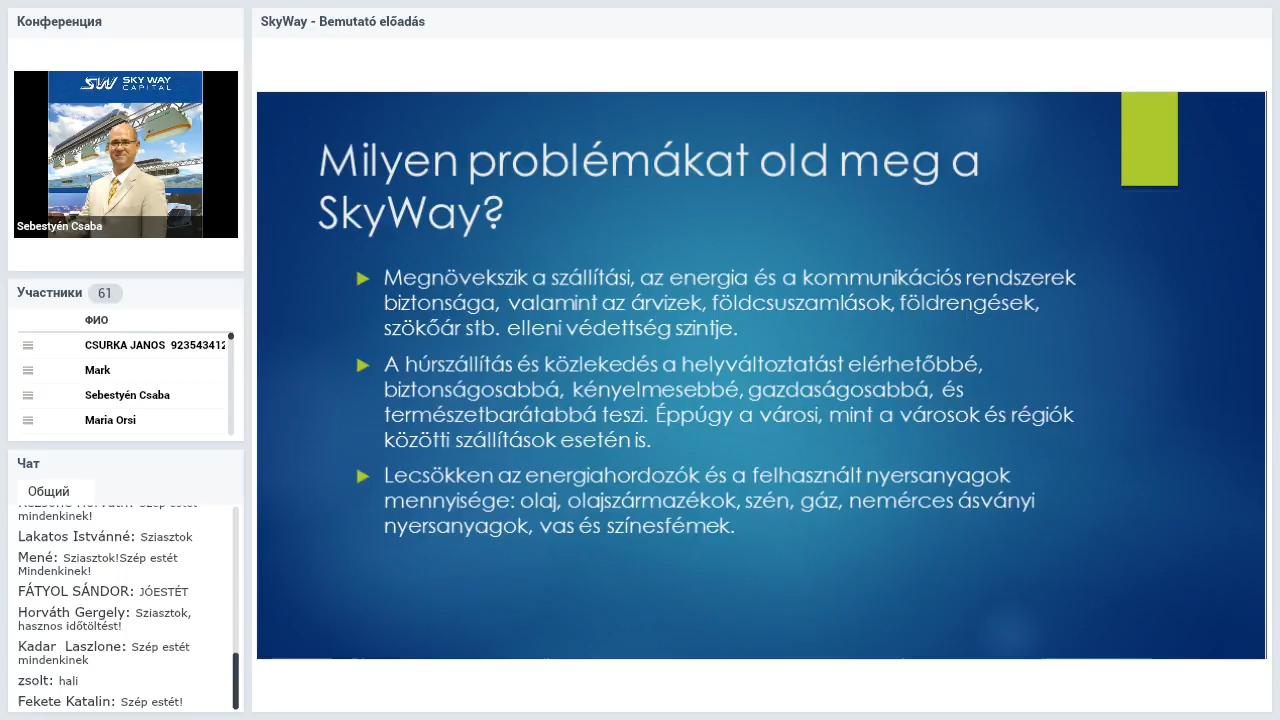 Конференция
SKY WAY
CAPITAL
Sebestyén Csaba
Участники 61
ФИО
CSURKA JANOS 923543412
Mark
Sebestyén Csaba
Maria Orsi
Чат
Общий
mindenkinek!
Lakatos Istvánné: Sziasztok
Mené: Sziasztok!Szép estét
Mindenkinek!
FÁTYOL SÁNDOR: JÓESTÉT
Horváth Gergely: Sziasztok,
hasznos időtöltést!
Kadar Laszlone: Szép estét
mindenkinek
zsolt: hali
Fekete Katalin: Szép estét!
SkyWay - Bemutató előadás
Milyen problémákat old meg a
SkyWay?
Megnövekszik a szállítási, az energia és a kommunikációs rendszerek
biztonsága, valamint az árvizek, földcsuszamlások, földrengések,
szökőár stb. elleni védettség szintje.
A húrszállítás és közlekedés a helyváltoztatást elérhetőbbé,
biztonságosabbá, kényelmesebbé, gazdaságosabbá, és
természetbarátabbá teszi. Éppúgy a városi, mint a városok és régiók
közötti szállítások esetén is.
Lecsökken az energiahordozók és a felhasznált nyersanyagok
mennyisége: olaj, olajszármazékok, szén, gáz, nemérces ásványi
nyersanyagok, vas és színesfémek.